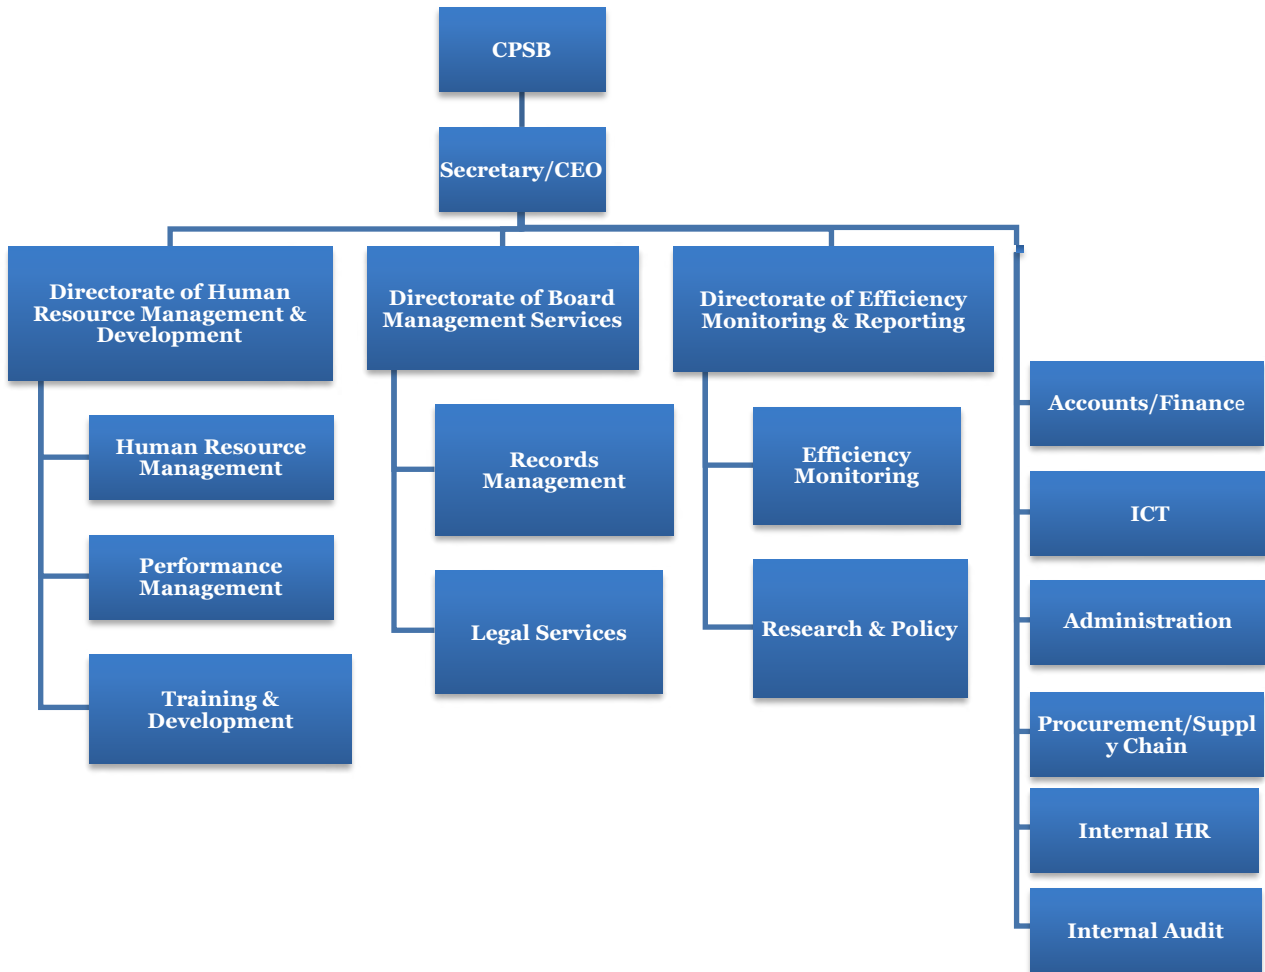 CPSB
Secretary/CEO
Directorate of Human
Resource Management &
Development
Human Resource
Management
Performance
Management
Training &
Development
Directorate of Board
Management Services
Records
Management
Legal Services
Directorate of Efficiency
Monitoring & Reporting
Efficiency
Monitoring
Research & Policy
Accounts/Finance
ICT
Administration
Procurement/Suppl
y Chain
Internal HR
Internal Audit